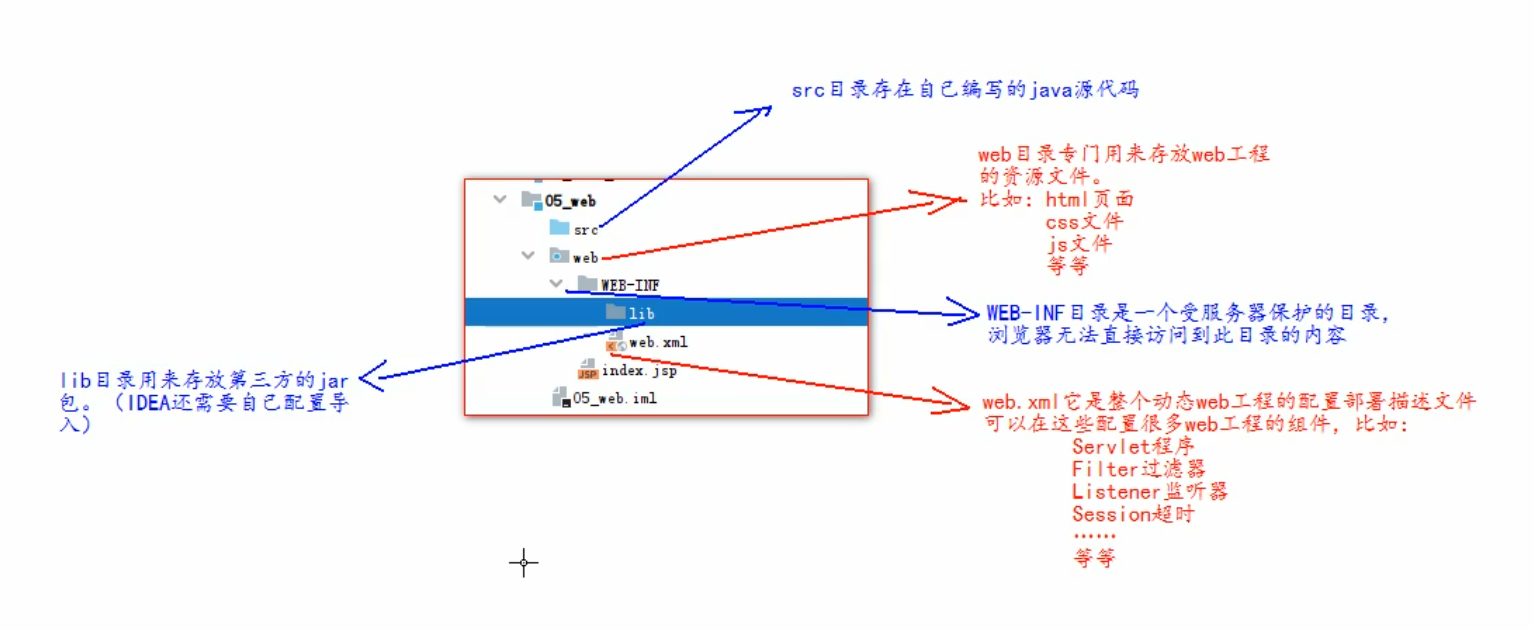 src目录存在自己编写的java源代码
web目录专门用来存放web工程
的资源文件。
比如: html页面
css文件
js文件
等等
05_web
src
web
WEB-INF
lib
web.xml
index.jsp
05_web.iml
WEB-INF目录是一个受服务器保护的目录,
浏览器无法直接访问到此目录的内容
lib目录用来存放第三方的jar
包。（IDEA还需要自己配置导
入）
web.xml它是整个动态web工程的配置部署描述文件
可以在这些配置很多web工程的组件, 比如:
Servlet程序
Filter过滤器
Listener监听器
Session超时
……
等等